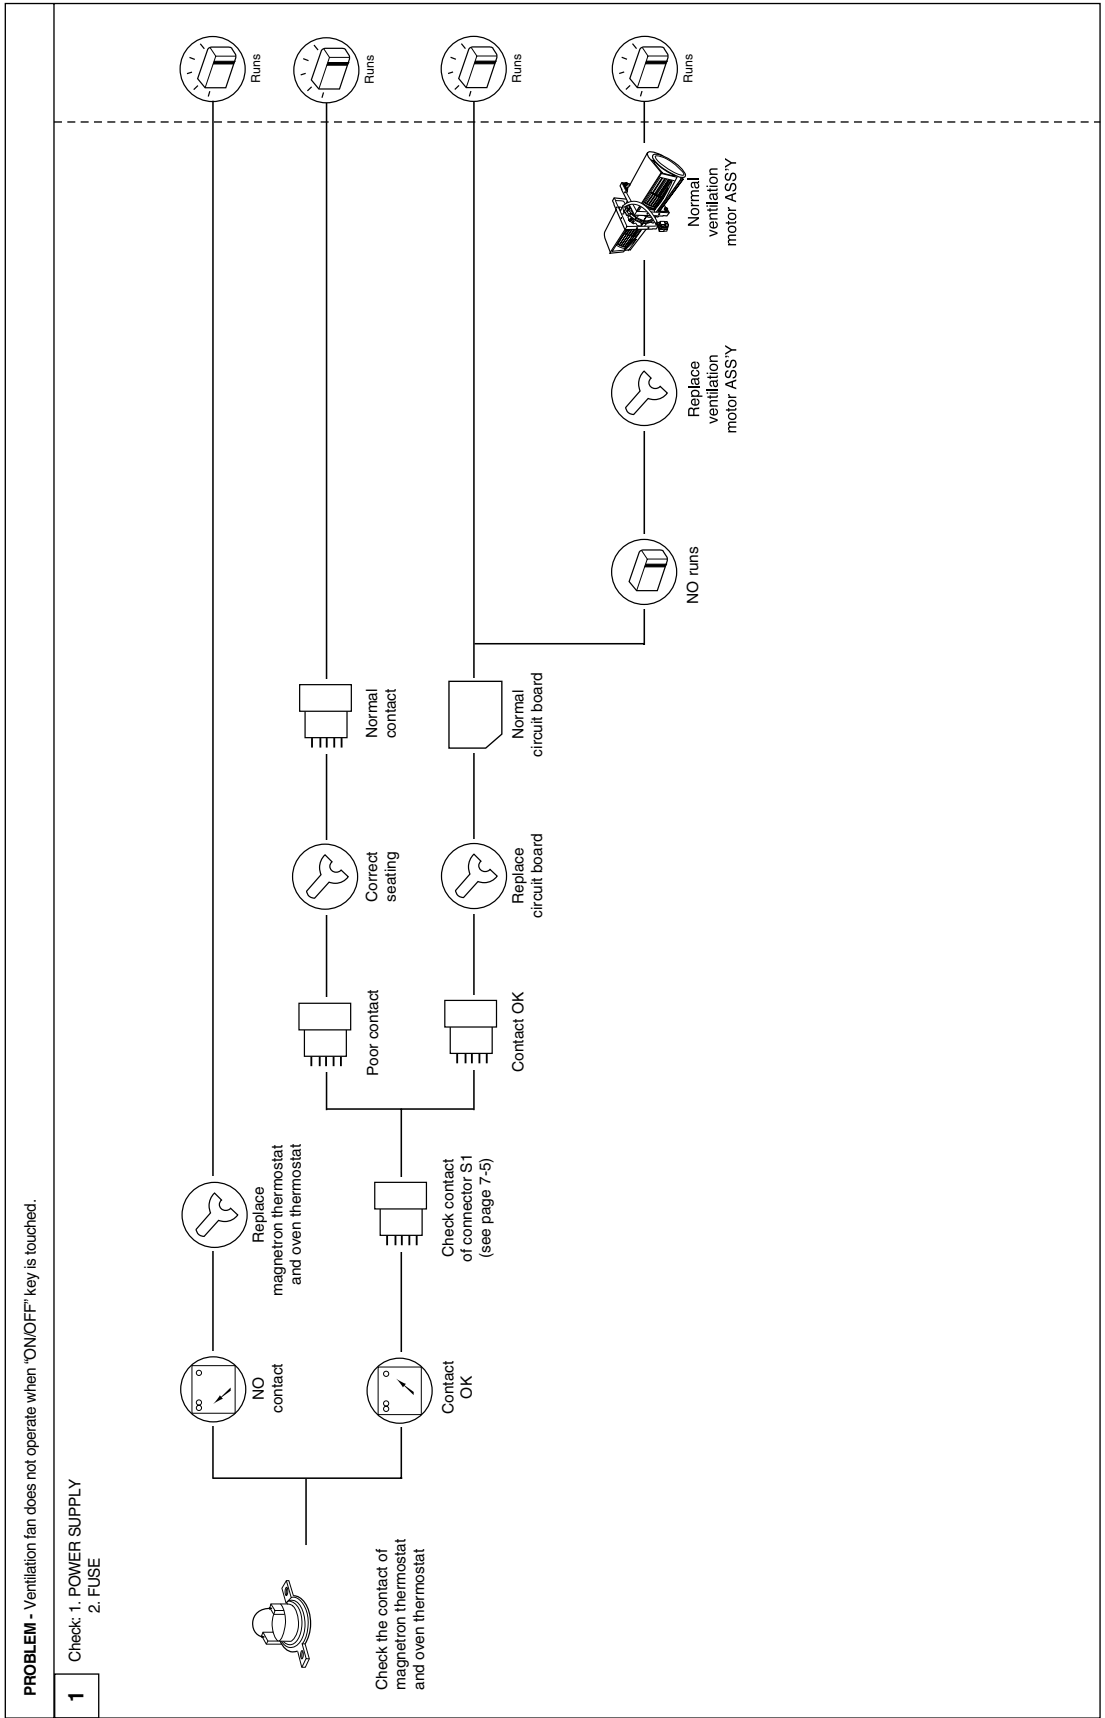 PROBLEM - Ventilation fan does not operate when "ON/OFF" key is touched.
1
Check: 1. POWER SUPPLY
2. FUSE
Check the contact of
magnetron thermostat
and oven thermostat
NO
contact
Replace
magnetron thermostat
and oven thermostat
Runs
Contact
OK
Check contact
of connector S1
(see page 7-5)
Poor contact
Correct
seating
Normal
contact
Runs
Contact OK
Replace
circuit board
Normal
circuit board
Runs
NO runs
Replace
ventilation
motor ASS'Y
Normal
ventilation
motor ASS'Y
Runs